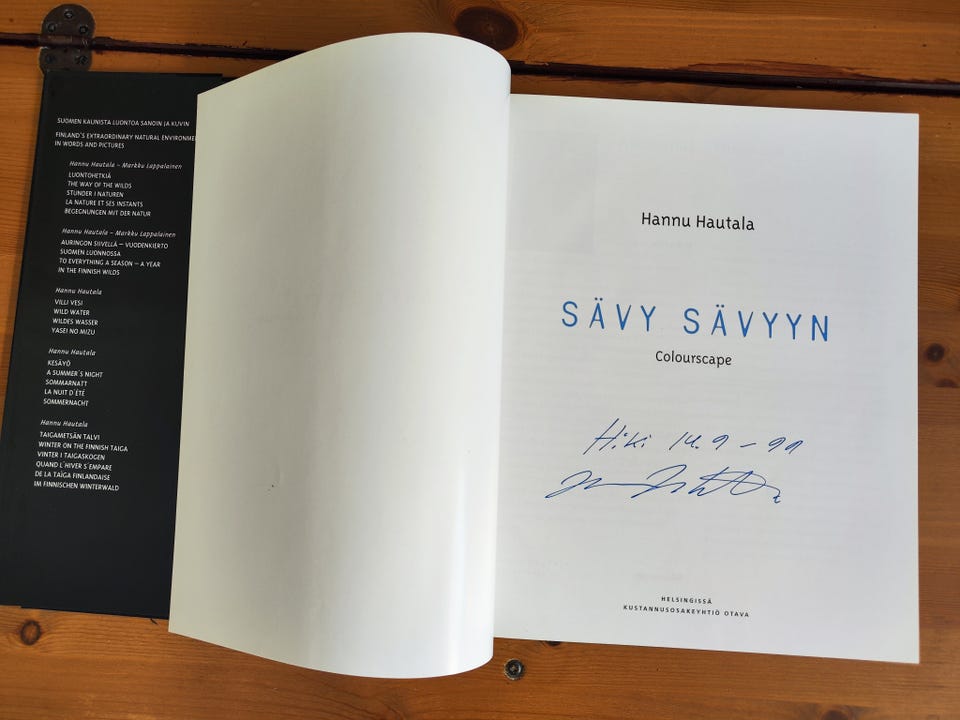 SUOMEN KAUNISTA LUONTOA SANOIN JA KUVIN
FINLAND'S EXTRAORDINARY NATURAL ENVIRONME
IN WORDS AND PICTURES
Hannu Hautala – Markku Lappalainen
LUONTOHETKIÄ
THE WAY OF THE WILDS
STUNDER I NATUREN
LA NATURE ET SES INSTANTS
BEGEGNUNGEN MIT DER NATUR
Hannu Hautala – Markku Lappalainen
AURINGON SIIVELLÄ – VUODENKIERTO
SUOMEN LUONNOSSA
TO EVERYTHING A SEASON – A YEAR
IN THE FINNISH WILDS
Hannu Hautala
VILLI VESI
WILD WATER
WILDES WASSER
YASEI NO MIZU
Hannu Hautala
KESÄYÖ
A SUMMER'S NIGHT
SOMMARNATT
LA NUIT D'ÉTÉ
SOMMERNACHT
Hannu Hautala
TAIGAMETSÄN TALVI
WINTER ON THE FINNISH TAIGA
VINTER I TAIGASKOGEN
QUAND L'HIVER S'EMPARE
DE LA TAÏGA FINLANDAISE
IM FINNISCHEN WINTERWALD
Hannu Hautala
SÄVY SÄVYYN
Colourscape
H:ki 14.9 – 99
HELSINGISSÄ
KUSTANNUSOSAKEYHTIÖ OTAVA